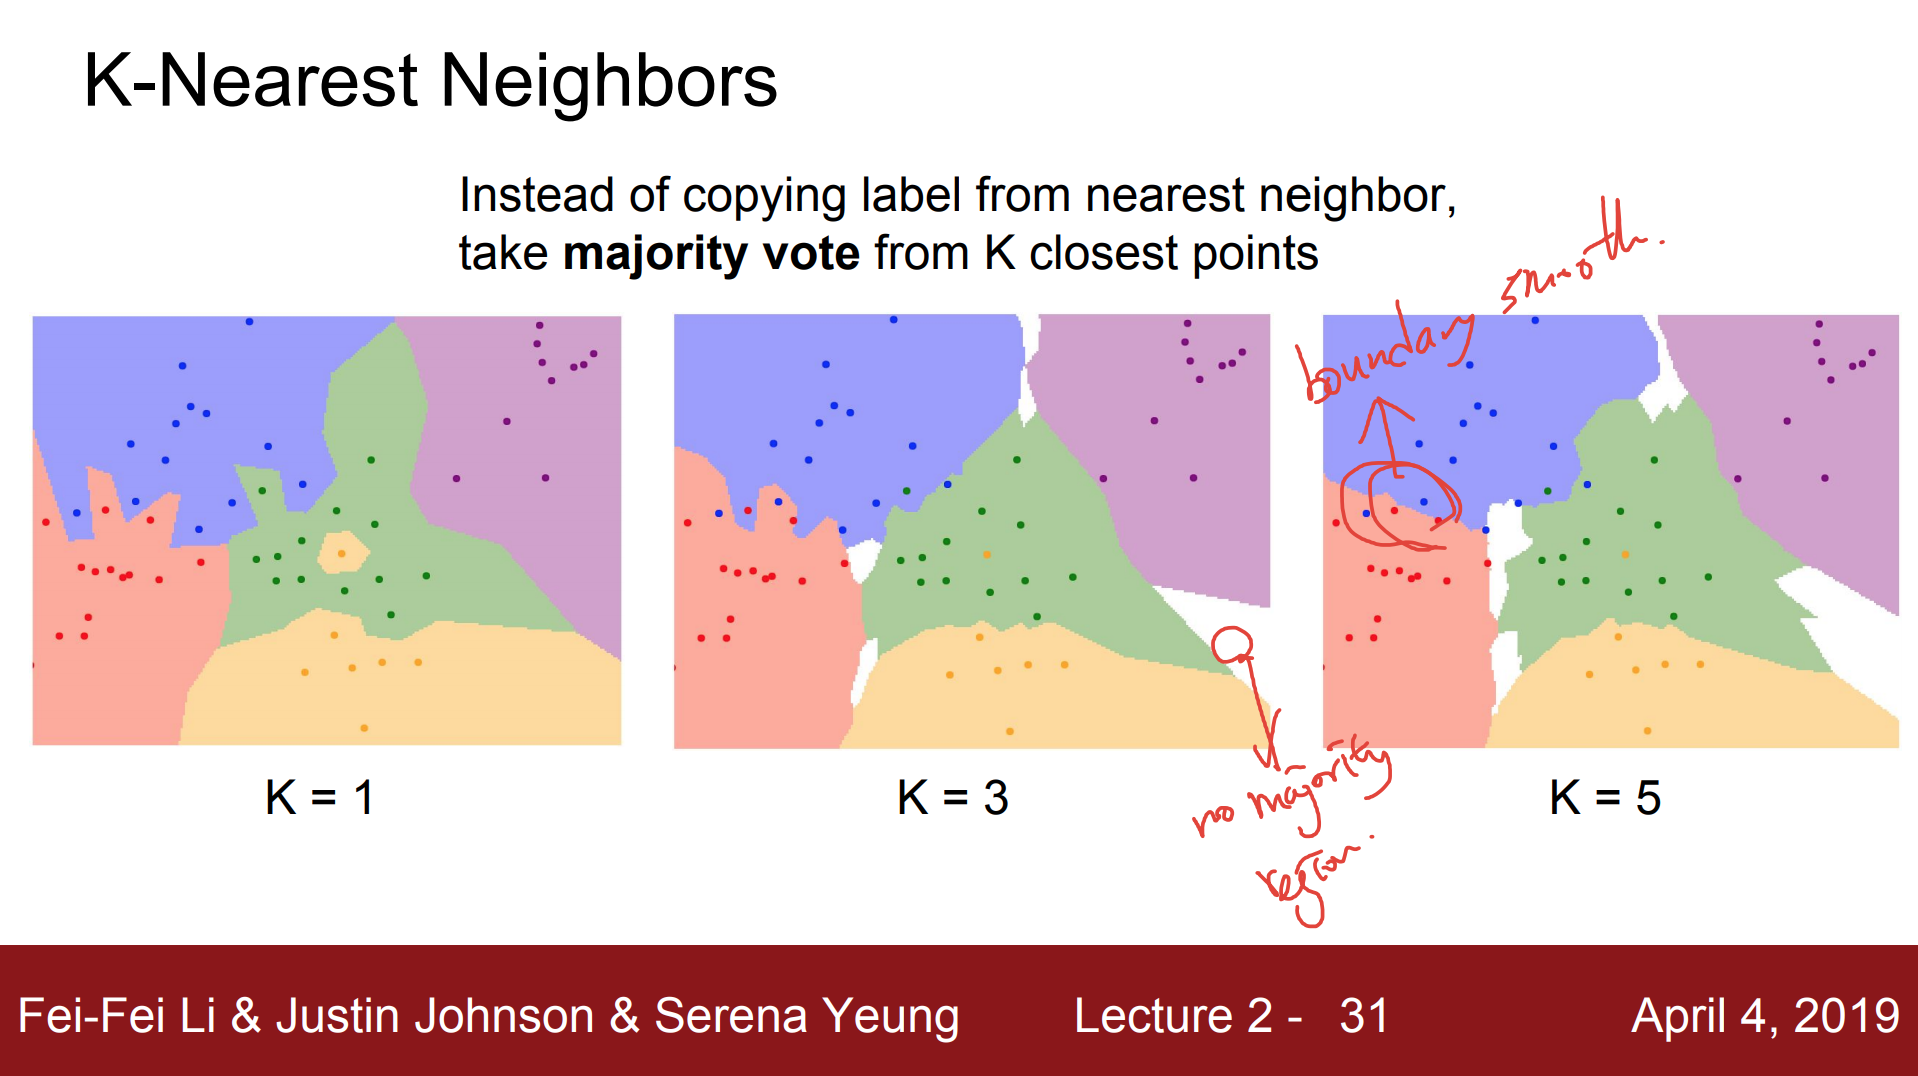 K-Nearest Neighbors
Instead of copying label from nearest neighbor,
take majority vote from K closest points
boundary smooth.
no majority
region.
K = 1
K = 3
K = 5
Fei-Fei Li & Justin Johnson & Serena Yeung
Lecture 2 - 31
April 4, 2019